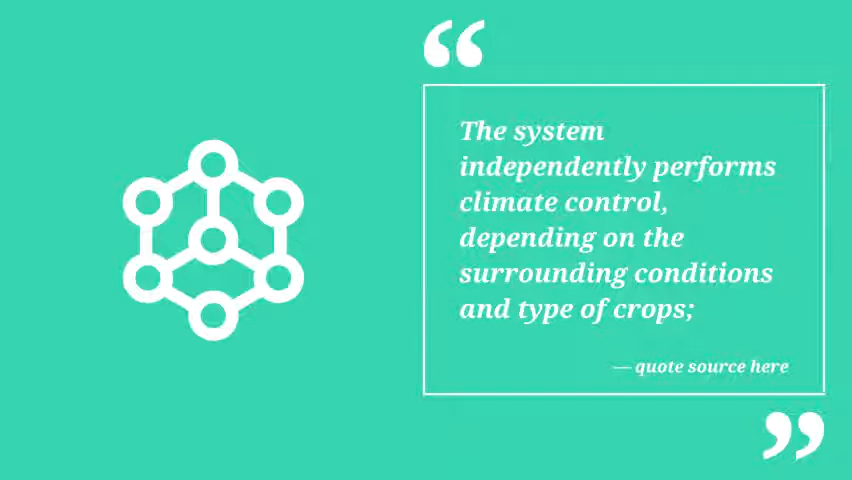 “
The system
independently performs
climate control,
depending on the
surrounding conditions
and type of crops;
— quote source here
”